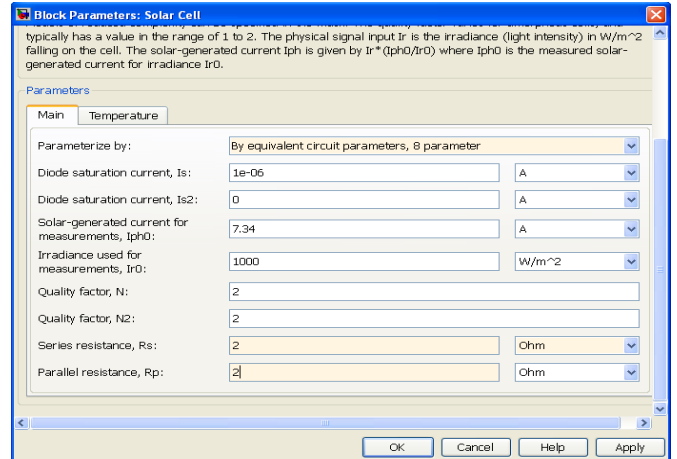 Block Parameters: Solar Cell
typically has a value in the range of 1 to 2. The physical signal input Ir is the irradiance (light intensity) in W/m^2
falling on the cell. The solar-generated current Iph is given by Ir*(Iph0/Ir0) where Iph0 is the measured solar-
generated current for irradiance Ir0.
Parameters
Main Temperature
Parameterize by: By equivalent circuit parameters, 8 parameter
Diode saturation current, Is: 1e-06 A
Diode saturation current, Is2: 0 A
Solar-generated current for
measurements, Iph0: 7.34 A
Irradiance used for
measurements, Ir0: 1000 W/m^2
Quality factor, N: 2
Quality factor, N2: 2
Series resistance, Rs: 2 Ohm
Parallel resistance, Rp: 2 Ohm
OK Cancel Help Apply